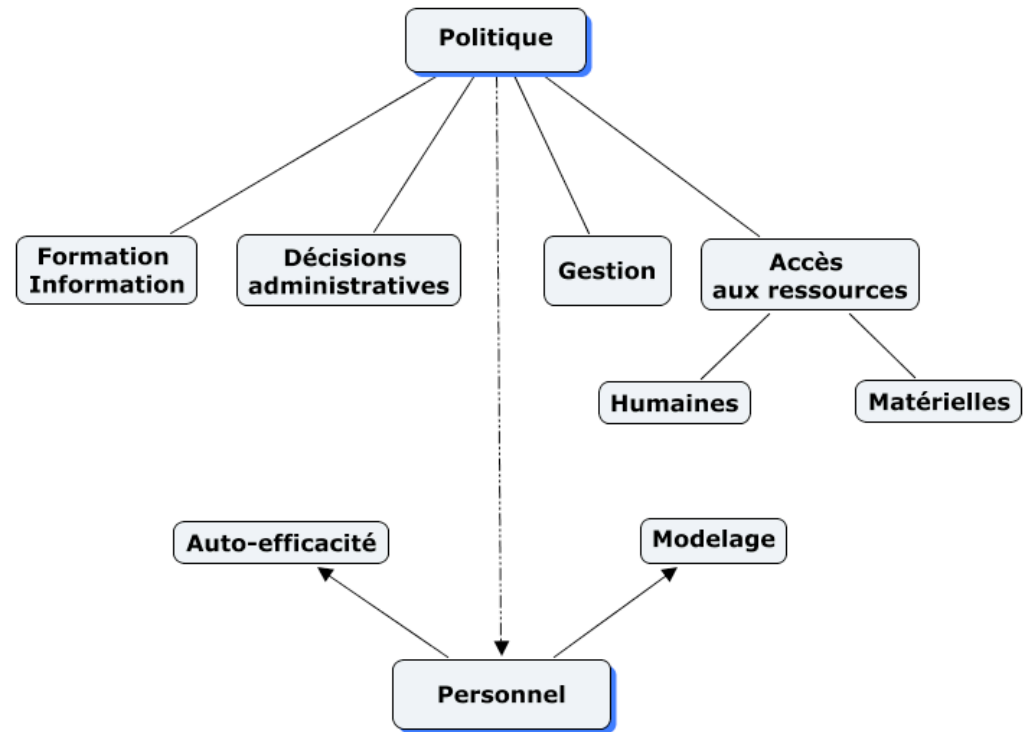 Politique
Formation
Information
Décisions
administratives
Gestion
Accès
aux ressources
Humaines
Matérielles
Auto-efficacité
Modelage
Personnel